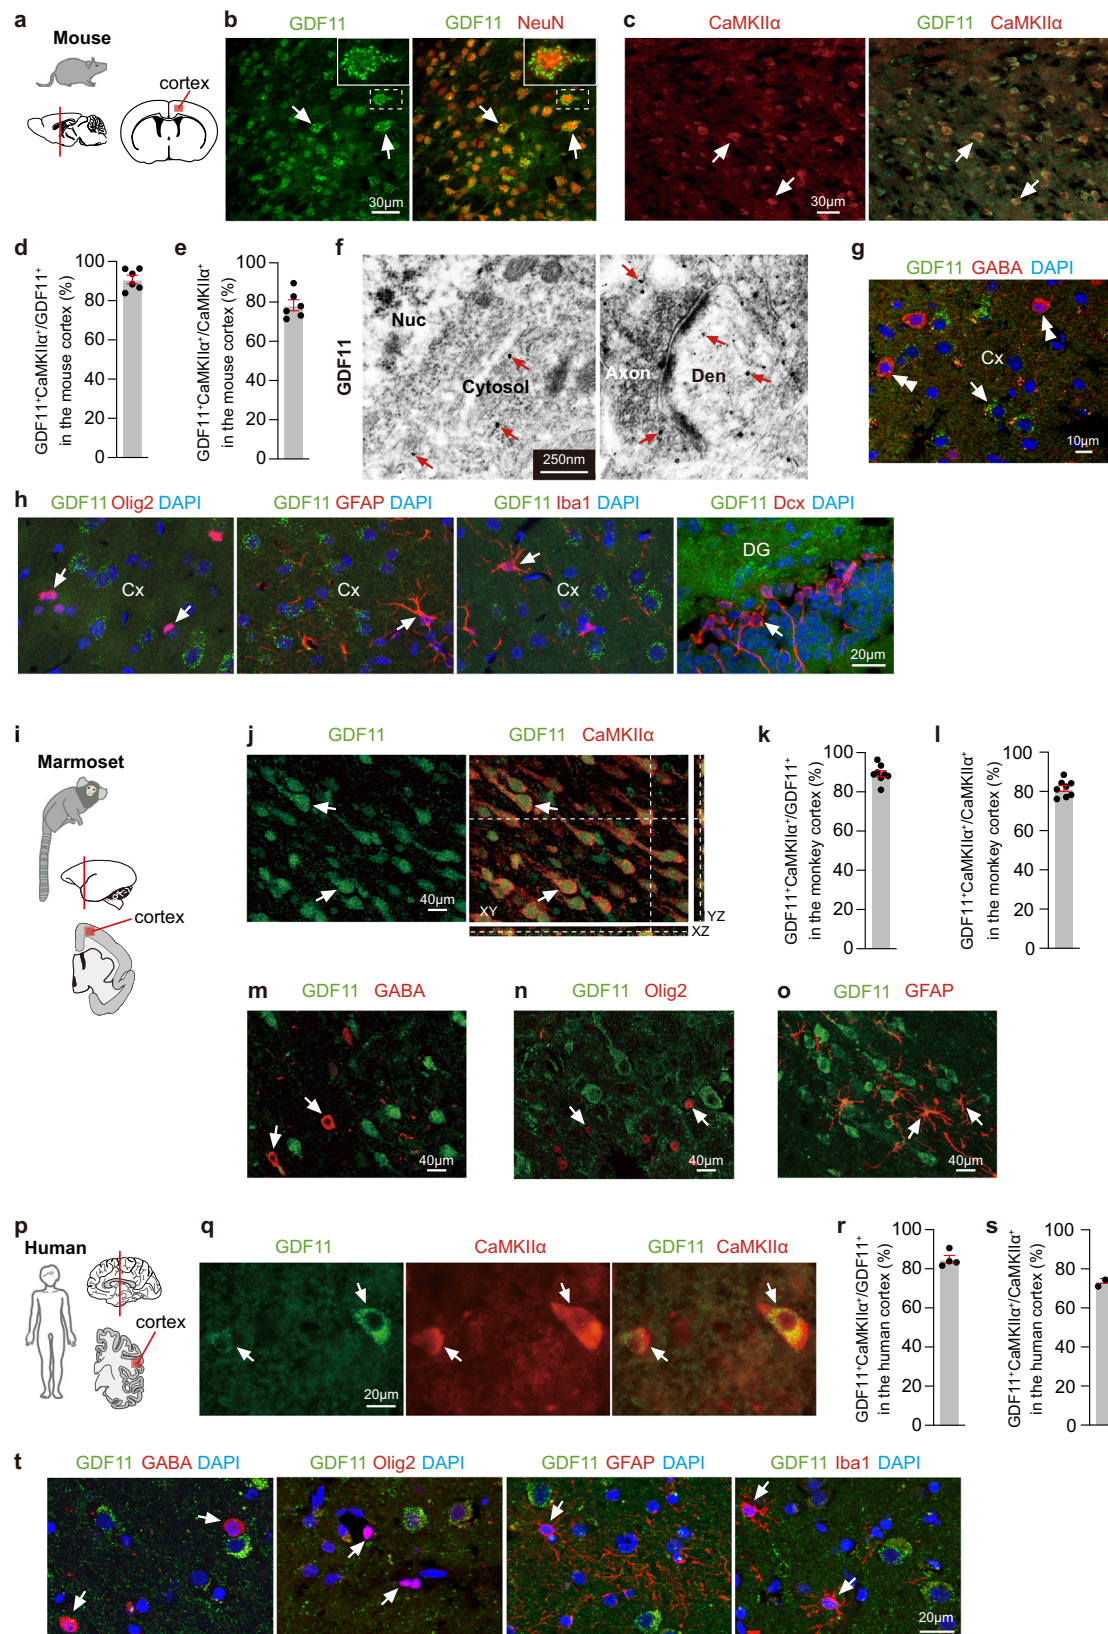 a
Mouse
cortex
b
GDF11
GDF11 NeuN
30µm
c
CaMKIIα
GDF11 CaMKIIα
30µm
d
GDF11⁺CaMKIIα⁺/GDF11⁺
in the mouse cortex (%)
100
80
60
40
20
0
e
GDF11⁺CaMKIIα⁺/CaMKIIα⁺
in the mouse cortex (%)
100
80
60
40
20
0
f
GDF11
Nuc
Cytosol
250nm
Axon
Den
g
GDF11 GABA DAPI
Cx
10µm
h
GDF11 Olig2 DAPI
Cx
GDF11 GFAP DAPI
Cx
GDF11 Iba1 DAPI
Cx
GDF11 Dcx DAPI
DG
20µm
i
Marmoset
cortex
j
GDF11
40µm
GDF11 CaMKIIα
XY
YZ
XZ
k
GDF11⁺CaMKIIα⁺/GDF11⁺
in the monkey cortex (%)
100
80
60
40
20
0
l
GDF11⁺CaMKIIα⁺/CaMKIIα⁺
in the monkey cortex (%)
100
80
60
40
20
0
m
GDF11 GABA
40µm
n
GDF11 Olig2
40µm
o
GDF11 GFAP
40µm
p
Human
cortex
q
GDF11
20µm
CaMKIIα
GDF11 CaMKIIα
r
GDF11⁺CaMKIIα⁺/GDF11⁺
in the human cortex (%)
100
80
60
40
20
0
s
GDF11⁺CaMKIIα⁺/CaMKIIα⁺
in the human cortex (%)
100
80
60
40
20
0
t
GDF11 GABA DAPI
GDF11 Olig2 DAPI
GDF11 GFAP DAPI
GDF11 Iba1 DAPI
20µm